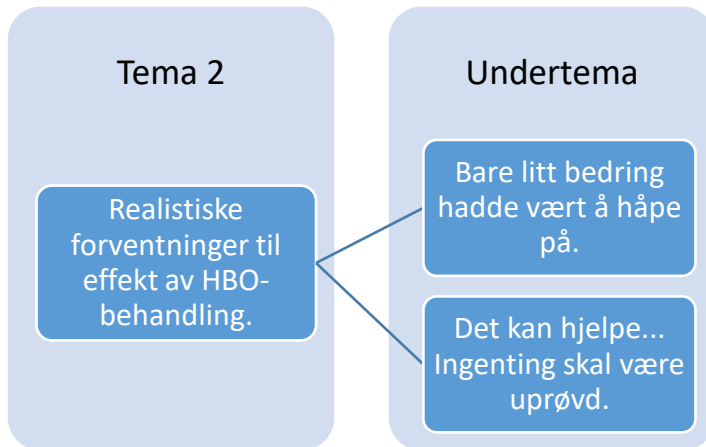 Tema 2
Realistiske
forventninger til
effekt av HBO-
behandling.
Undertema
Bare litt bedring
hadde vært å håpe
på.
Det kan hjelpe...
Ingenting skal være
uprøvd.